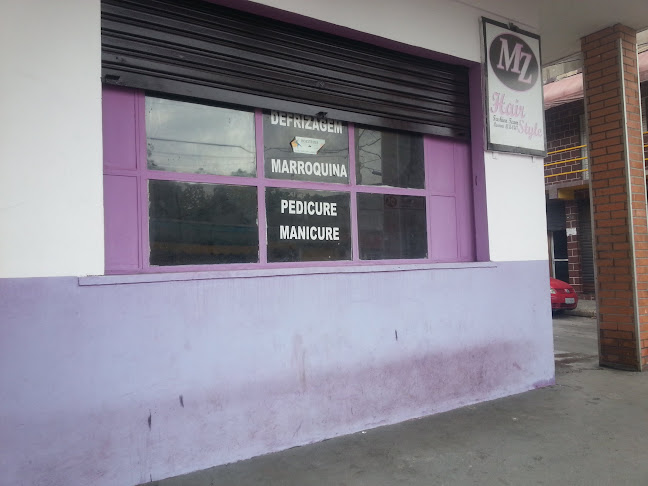 DEFRIZAGEM
MARROQUINA
PEDICURE
MANICURE
MZ
Hair
Style